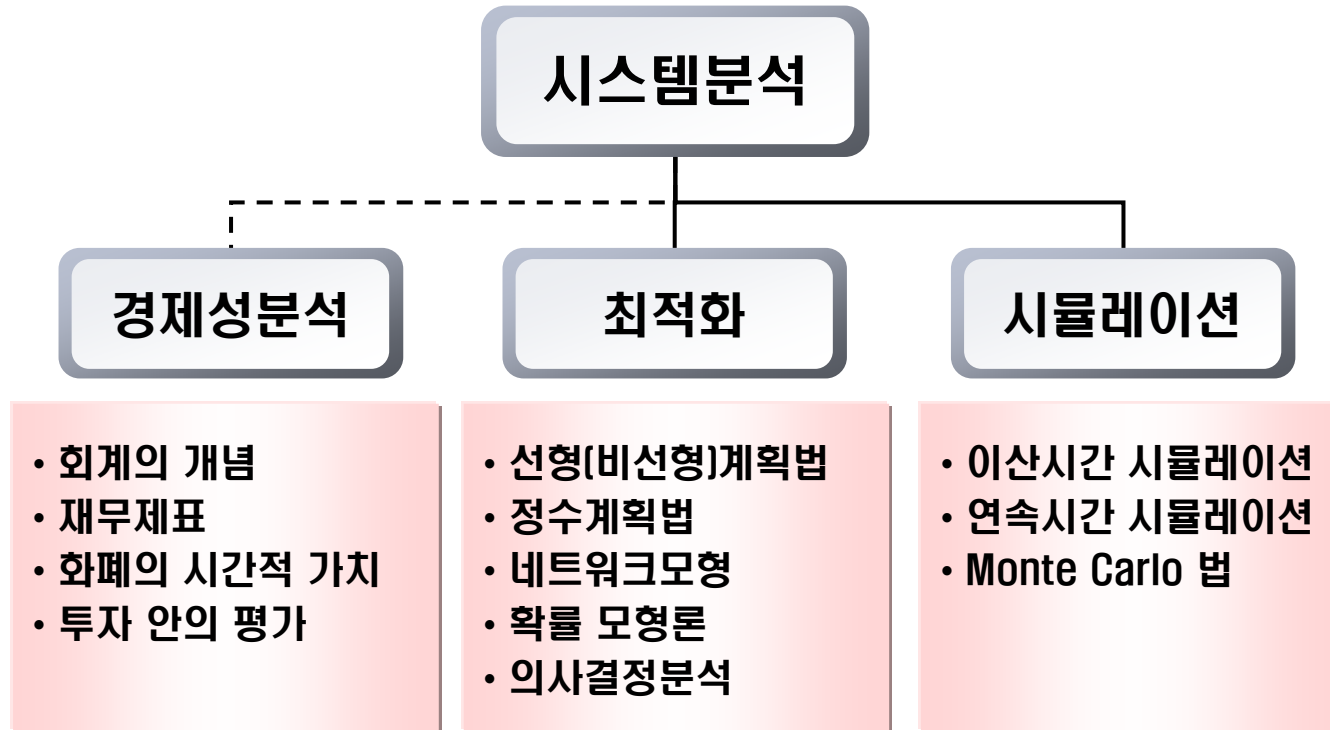 시스템분석
경제성분석
최적화
시뮬레이션
• 회계의 개념
• 재무제표
• 화폐의 시간적 가치
• 투자 안의 평가
• 선형(비선형)계획법
• 정수계획법
• 네트워크모형
• 확률 모형론
• 의사결정분석
• 이산시간 시뮬레이션
• 연속시간 시뮬레이션
• Monte Carlo 법